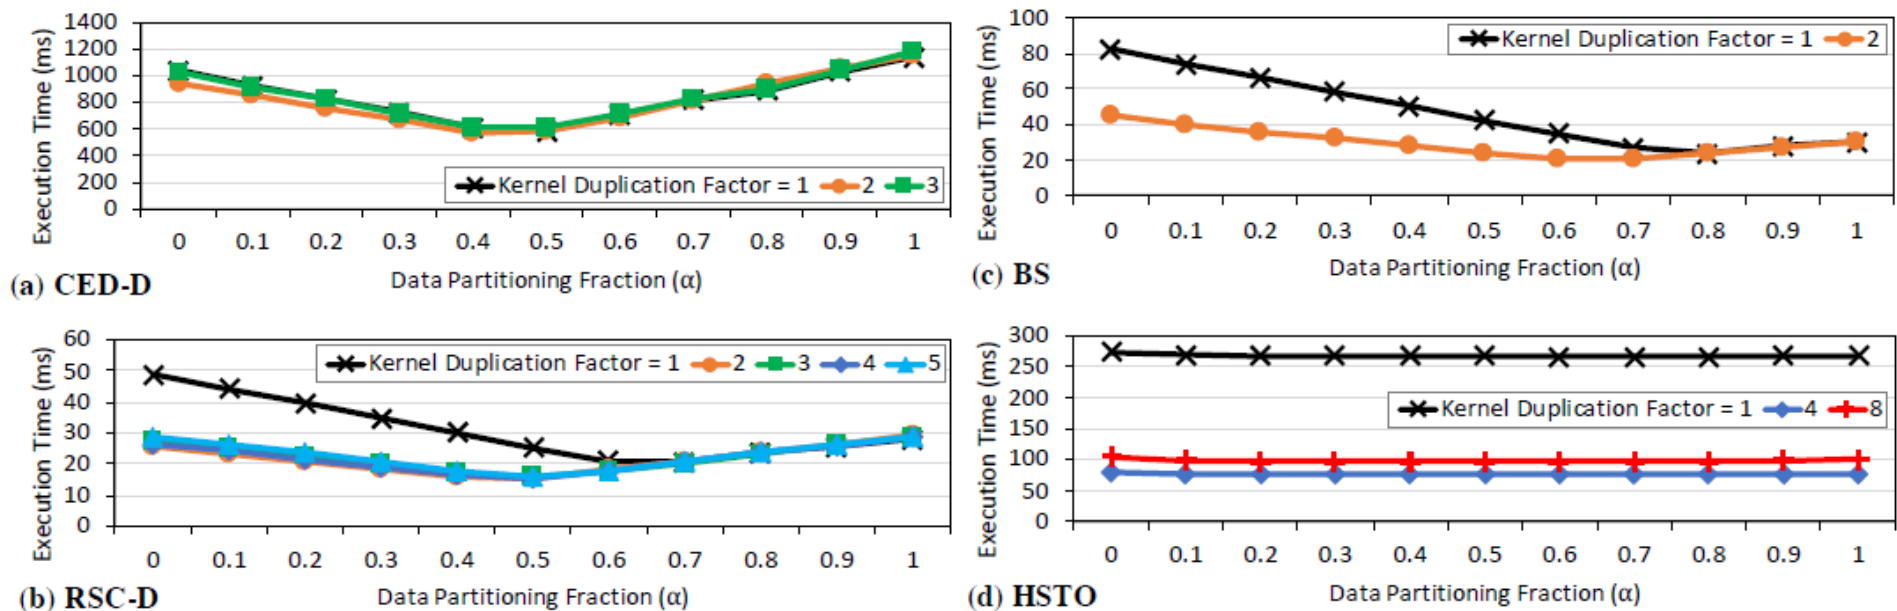 Execution Time (ms)
1400
1200
1000
800
600
400
200
0
Kernel Duplication Factor = 1 2 3
0 0.1 0.2 0.3 0.4 0.5 0.6 0.7 0.8 0.9 1
Data Partitioning Fraction (α)
(a) CED-D
Execution Time (ms)
60
50
40
30
20
10
0
Kernel Duplication Factor = 1 2 3 4 5
0 0.1 0.2 0.3 0.4 0.5 0.6 0.7 0.8 0.9 1
Data Partitioning Fraction (α)
(b) RSC-D
Execution Time (ms)
100
80
60
40
20
0
Kernel Duplication Factor = 1 2
0 0.1 0.2 0.3 0.4 0.5 0.6 0.7 0.8 0.9 1
Data Partitioning Fraction (α)
(c) BS
Execution Time (ms)
300
250
200
150
100
50
0
Kernel Duplication Factor = 1 4 8
0 0.1 0.2 0.3 0.4 0.5 0.6 0.7 0.8 0.9 1
Data Partitioning Fraction (α)
(d) HSTO